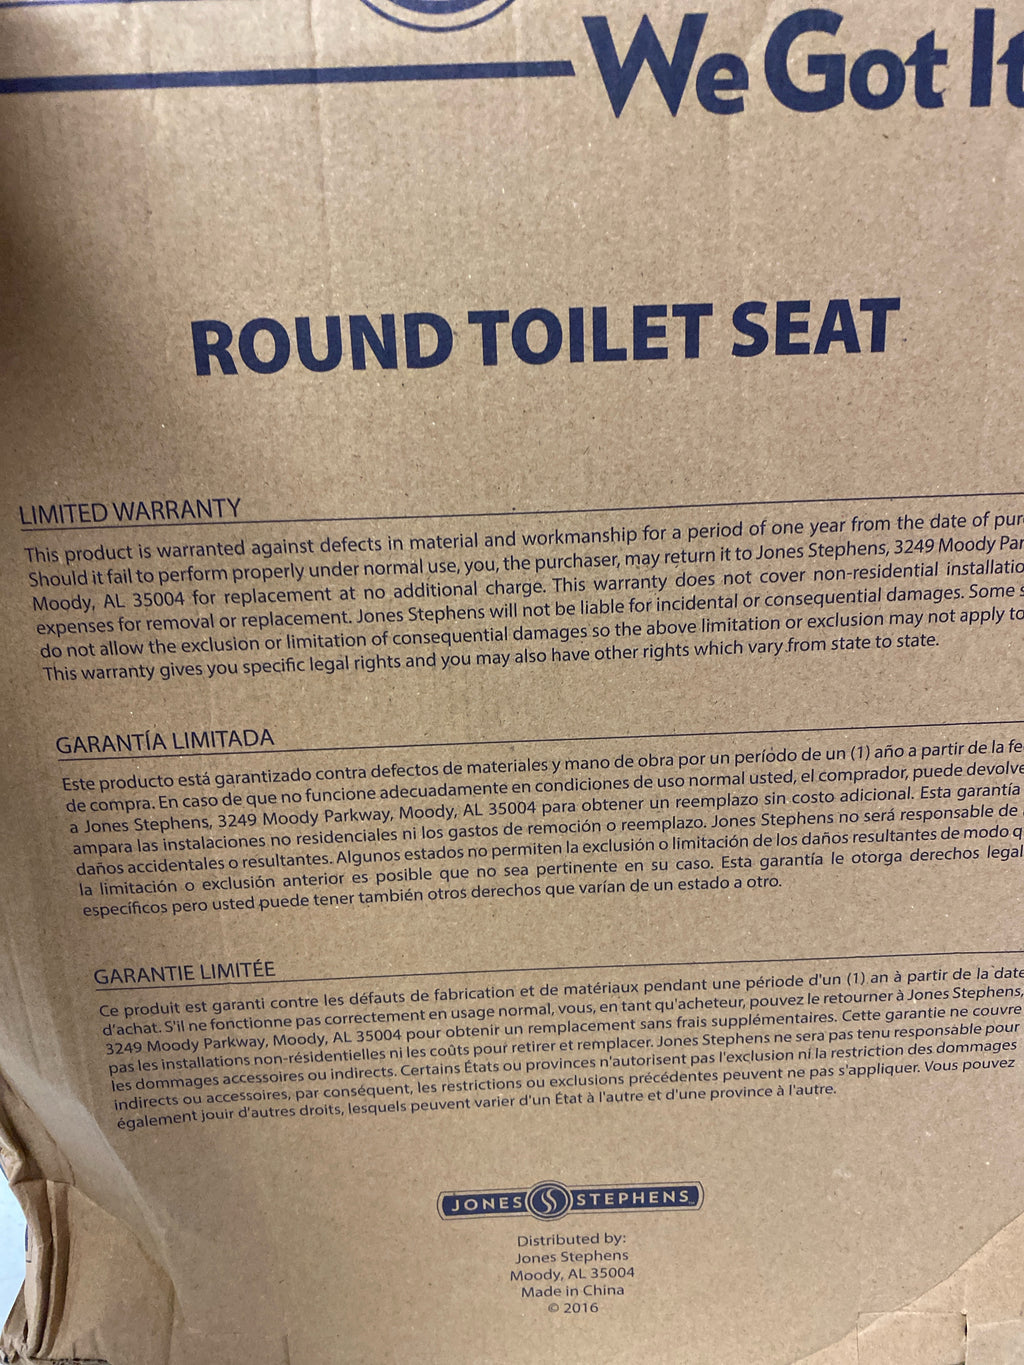 We Got It
ROUND TOILET SEAT
LIMITED WARRANTY
This product is warranted against defects in material and workmanship for a period of one year from the date of pur
Should it fail to perform properly under normal use, you, the purchaser, may return it to Jones Stephens, 3249 Moody Par
Moody, AL 35004 for replacement at no additional charge. This warranty does not cover non-residential installatio
expenses for removal or replacement. Jones Stephens will not be liable for incidental or consequential damages. Some s
do not allow the exclusion or limitation of consequential damages so the above limitation or exclusion may not apply to
This warranty gives you specific legal rights and you may also have other rights which vary from state to state.
GARANTÍA LIMITADA
Este producto está garantizado contra defectos de materiales y mano de obra por un período de un (1) año a partir de la fe
de compra. En caso de que no funcione adecuadamente en condiciones de uso normal usted, el comprador, puede devolve
a Jones Stephens, 3249 Moody Parkway, Moody, AL 35004 para obtener un reemplazo sin costo adicional. Esta garantía
ampara las instalaciones no residenciales ni los gastos de remoción o reemplazo. Jones Stephens no será responsable de
daños accidentales o resultantes. Algunos estados no permiten la exclusión o limitación de los daños resultantes de modo q
la limitación o exclusión anterior es posible que no sea pertinente en su caso. Esta garantía le otorga derechos legal
específicos pero usted puede tener también otros derechos que varían de un estado a otro.
GARANTIE LIMITÉE
Ce produit est garanti contre les défauts de fabrication et de matériaux pendant une période d'un (1) an à partir de la date
d'achat. S'il ne fonctionne pas correctement en usage normal, vous, en tant qu'acheteur, pouvez le retourner à Jones Stephens,
3249 Moody Parkway, Moody, AL 35004 pour obtenir un remplacement sans frais supplémentaires. Cette garantie ne couvre
pas les installations non-résidentielles ni les coûts pour retirer et remplacer. Jones Stephens ne sera pas tenu responsable pour
les dommages accessoires ou indirects. Certains États ou provinces n'autorisent pas l'exclusion ni la restriction des dommages
indirects ou accessoires, par conséquent, les restrictions ou exclusions précédentes peuvent ne pas s'appliquer. Vous pouvez
également jouir d'autres droits, lesquels peuvent varier d'un État à l'autre et d'une province à l'autre.
JONES S STEPHENS™
Distributed by:
Jones Stephens
Moody, AL 35004
Made in China
© 2016